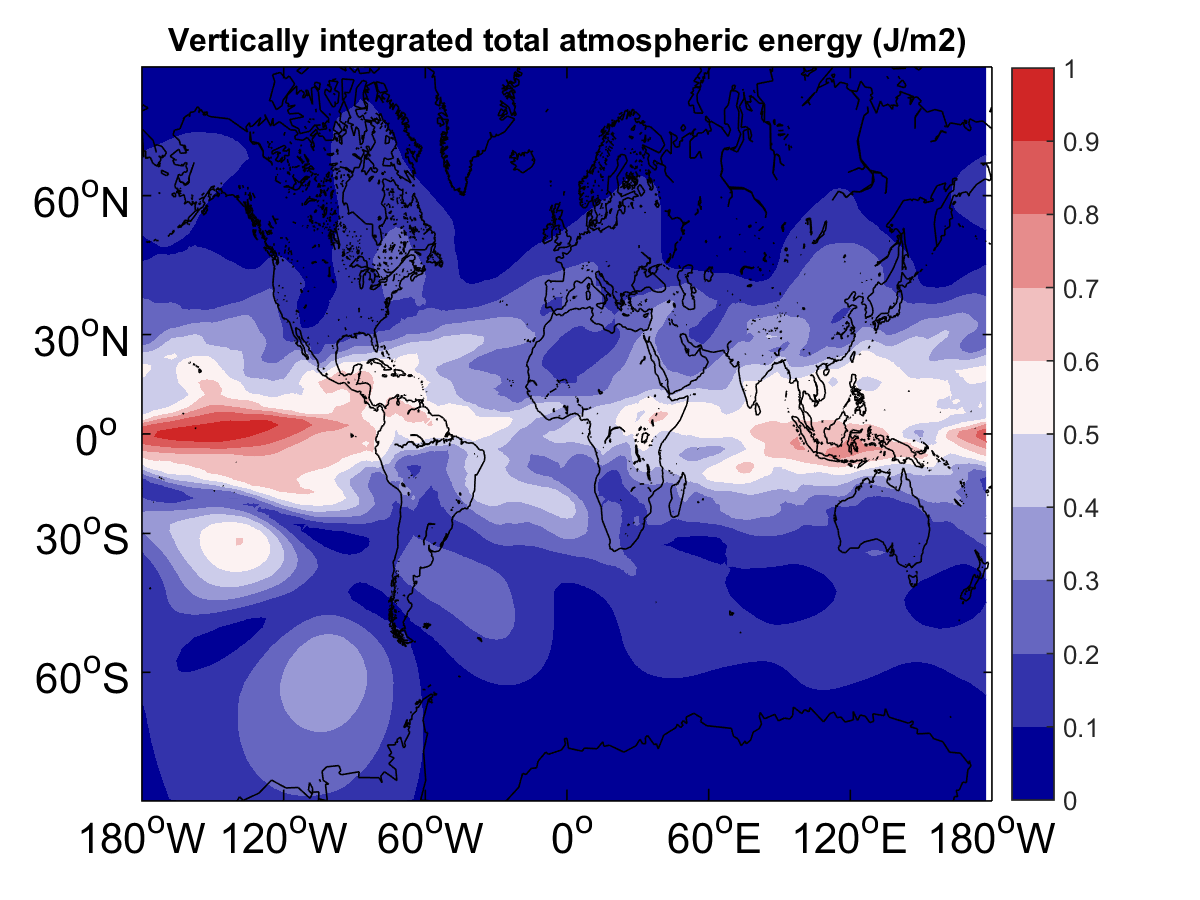 Vertically integrated total atmospheric energy (J/m2)
60°N
30°N
0°
30°S
60°S
180°W 120°W 60°W 0° 60°E 120°E 180°W
1
0.9
0.8
0.7
0.6
0.5
0.4
0.3
0.2
0.1
0